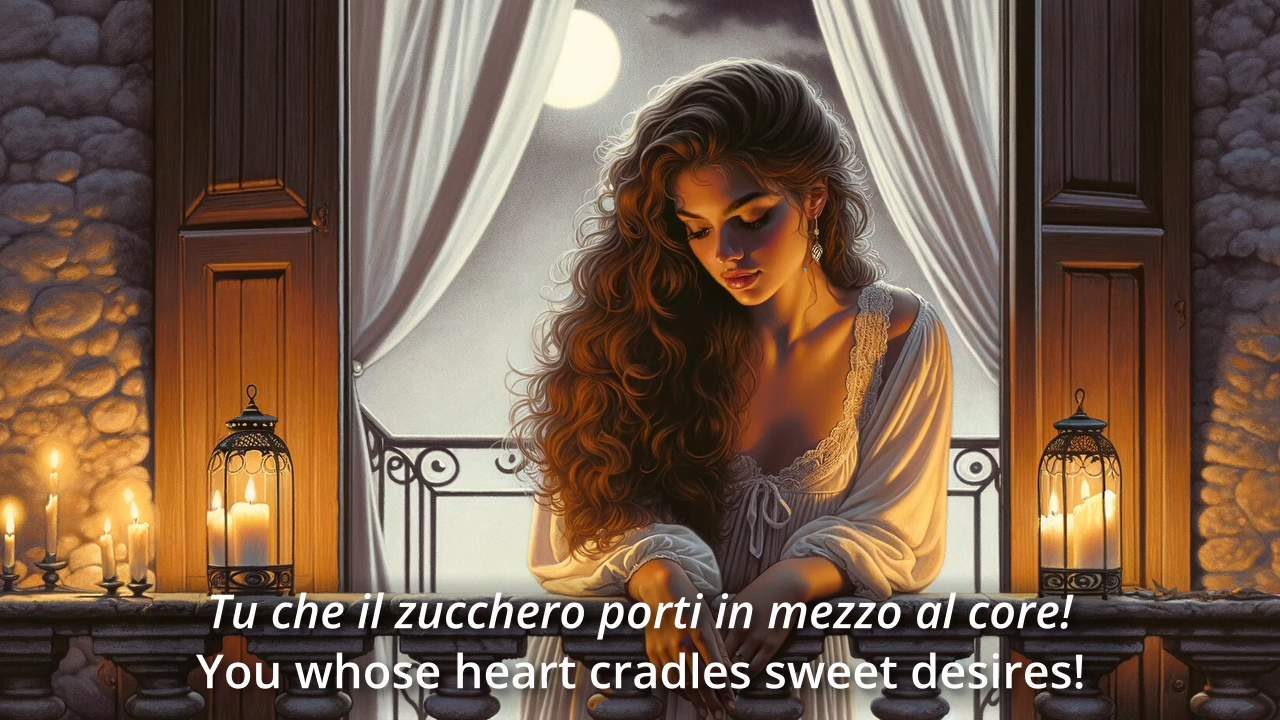 Tu che il zucchero porti in mezzo al core!
You whose heart cradles sweet desires!